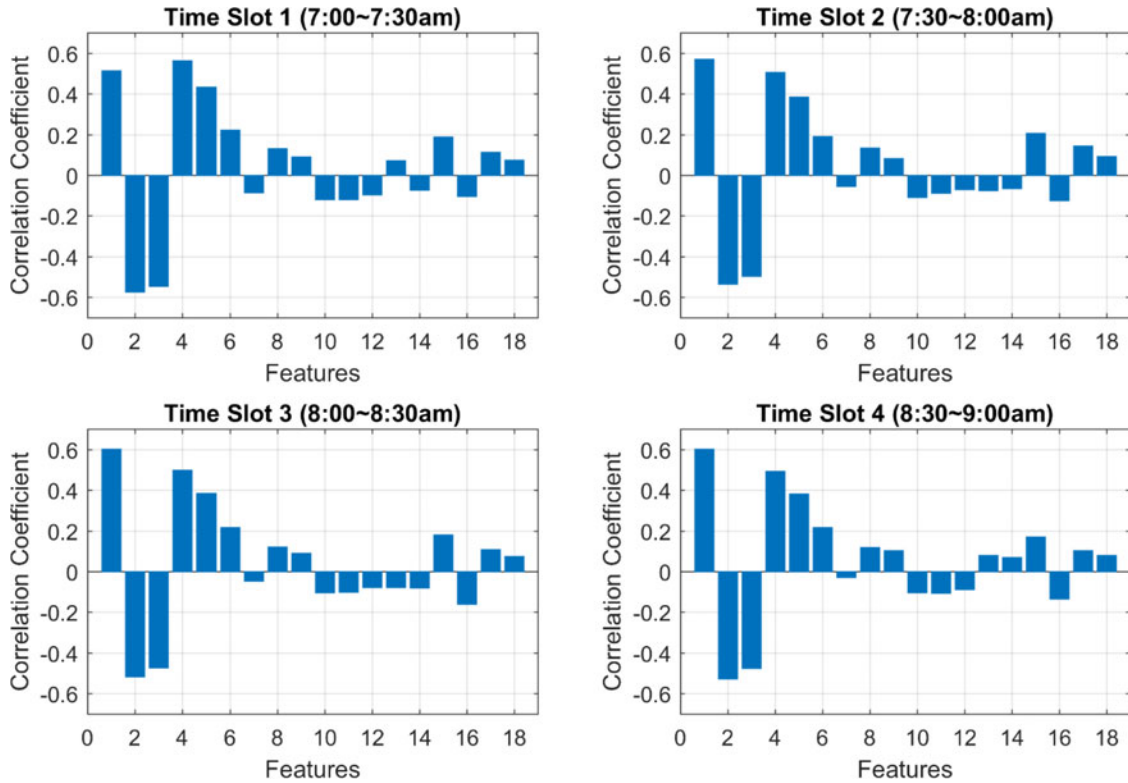 Time Slot 1 (7:00~7:30am)
Correlation Coefficient
0.6
0.4
0.2
0
-0.2
-0.4
-0.6
0 2 4 6 8 10 12 14 16 18
Features
Time Slot 2 (7:30~8:00am)
Correlation Coefficient
0.6
0.4
0.2
0
-0.2
-0.4
-0.6
0 2 4 6 8 10 12 14 16 18
Features
Time Slot 3 (8:00~8:30am)
Correlation Coefficient
0.6
0.4
0.2
0
-0.2
-0.4
-0.6
0 2 4 6 8 10 12 14 16 18
Features
Time Slot 4 (8:30~9:00am)
Correlation Coefficient
0.6
0.4
0.2
0
-0.2
-0.4
-0.6
0 2 4 6 8 10 12 14 16 18
Features